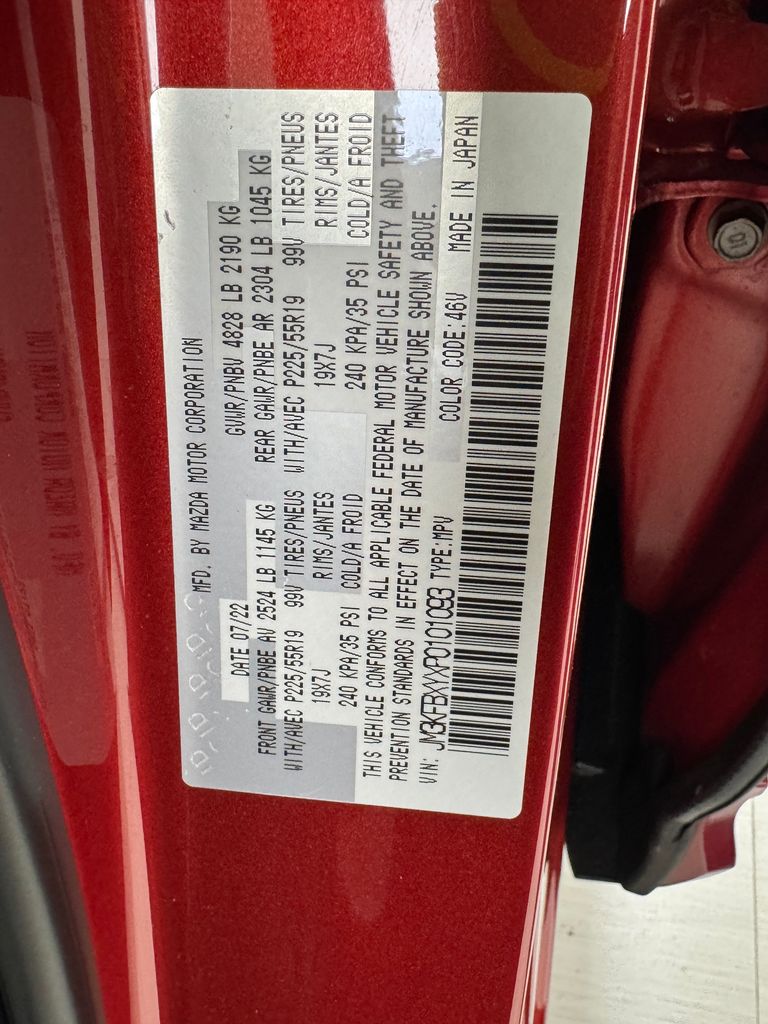 MFD. BY MAZDA MOTOR CORPORATION
DATE 07/22 GVWR/PNBV 4828 LB 2190 KG
FRONT GAWR/PNBE AV 2524 LB 1145 KG REAR GAWR/PNBE AR 2304 LB 1045 KG
WITH/AVEC P225/55R19 99V TIRES/PNEUS WITH/AVEC P225/55R19 99V TIRES/PNEUS
19X7J RIMS/JANTES 19X7J RIMS/JANTES
240 KPA/35 PSI COLD/A FROID 240 KPA/35 PSI COLD/A FROID
THIS VEHICLE CONFORMS TO ALL APPLICABLE FEDERAL MOTOR VEHICLE SAFETY AND THEFT
PREVENTION STANDARDS IN EFFECT ON THE DATE OF MANUFACTURE SHOWN ABOVE.
VIN: JM3KFBXYXP0101093 TYPE:MPV COLOR CODE:46V MADE IN JAPAN